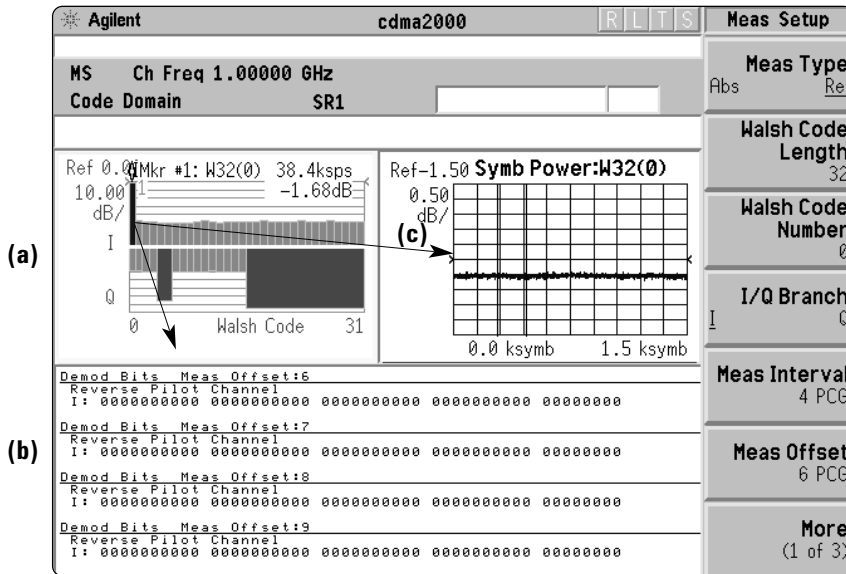 Agilent cdma2000 R L T S Meas Setup
MS Ch Freq 1.00000 GHz
Code Domain SR1
Meas Type
Abs Re
Walsh Code
Length
32
Walsh Code
Number
0
I/Q Branch
I Q
Meas Interval
4 PCG
Meas Offset
6 PCG
More
(1 of 3)
(a)
Ref 0.0 Mkr #1: W32(0) 38.4ksps
10.00 1 -1.68dB
dB/
I
Q
0 Walsh Code 31
(c)
Ref-1.50 Symb Power:W32(0)
0.50
dB/
0.0 ksymb 1.5 ksymb
(b)
Demod Bits Meas Offset:6
Reverse Pilot Channel
I: 0000000000 0000000000 0000000000 0000000000 00000000
Demod Bits Meas Offset:7
Reverse Pilot Channel
I: 0000000000 0000000000 0000000000 0000000000 00000000
Demod Bits Meas Offset:8
Reverse Pilot Channel
I: 0000000000 0000000000 0000000000 0000000000 00000000
Demod Bits Meas Offset:9
Reverse Pilot Channel
I: 0000000000 0000000000 0000000000 0000000000 00000000